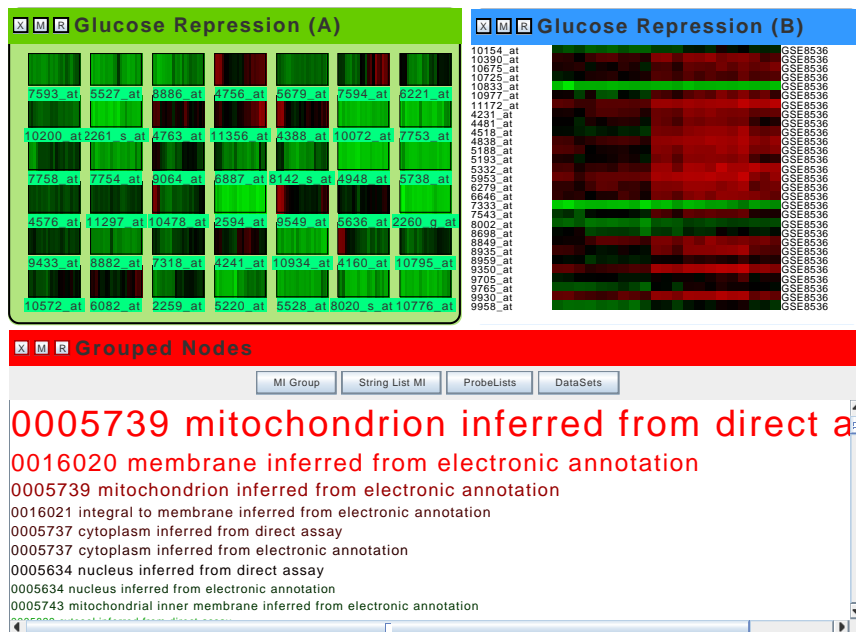 X M R Glucose Repression (A)
7593_at 5527_at 8886_at 4756_at 5679_at 7594_at 6221_at
10200_at 2261_s_at 4763_at 11356_at 4388_at 10072_at 7753_at
7758_at 7754_at 9064_at 6887_at 8142_s_at 4948_at 5738_at
4576_at 11297_at 10478_at 2594_at 9549_at 5636_at 2260_g_at
9433_at 8882_at 7318_at 4241_at 10934_at 4160_at 10795_at
10572_at 6082_at 2259_at 5220_at 5528_at 8020_s_at 10776_at
X M R Glucose Repression (B)
10154_at GSE8536
10390_at GSE8536
10675_at GSE8536
10725_at GSE8536
10833_at GSE8536
10977_at GSE8536
11172_at GSE8536
4231_at GSE8536
4481_at GSE8536
4518_at GSE8536
4838_at GSE8536
5188_at GSE8536
5193_at GSE8536
5332_at GSE8536
5953_at GSE8536
6279_at GSE8536
6646_at GSE8536
7333_at GSE8536
7543_at GSE8536
8002_at GSE8536
8698_at GSE8536
8849_at GSE8536
8935_at GSE8536
8959_at GSE8536
9350_at GSE8536
9705_at GSE8536
9765_at GSE8536
9930_at GSE8536
9958_at GSE8536
X M R Grouped Nodes
MI Group String List MI ProbeLists DataSets
0005739 mitochondrion inferred from direct a
0016020 membrane inferred from electronic annotation
0005739 mitochondrion inferred from electronic annotation
0016021 integral to membrane inferred from electronic annotation
0005737 cytoplasm inferred from direct assay
0005737 cytoplasm inferred from electronic annotation
0005634 nucleus inferred from direct assay
0005634 nucleus inferred from electronic annotation
0005743 mitochondrial inner membrane inferred from electronic annotation